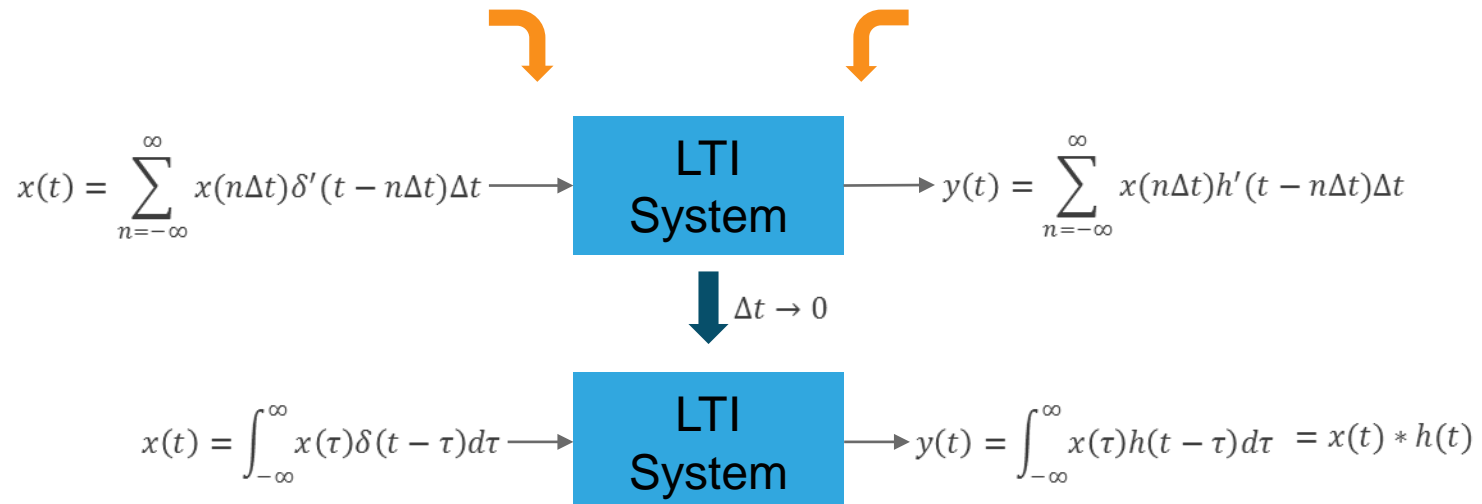 x(t) = ∑_{n=-∞}^{∞} x(nΔt)δ′(t − nΔt)Δt
LTI
System
y(t) = ∑_{n=-∞}^{∞} x(nΔt)h′(t − nΔt)Δt
Δt → 0
x(t) = ∫_{-∞}^{∞} x(τ)δ(t − τ)dτ
LTI
System
y(t) = ∫_{-∞}^{∞} x(τ)h(t − τ)dτ = x(t) ∗ h(t)